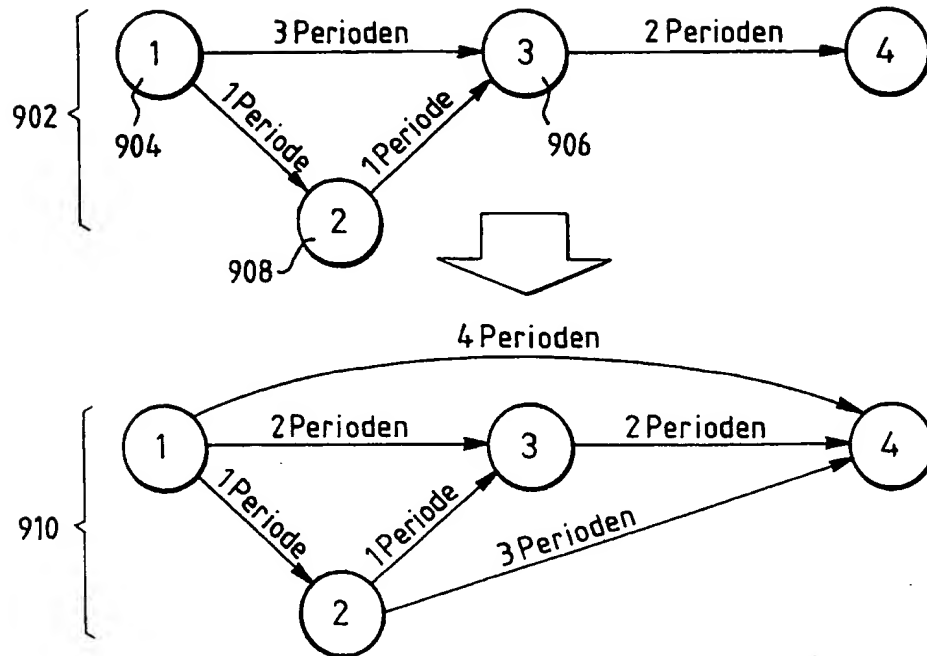 1
3 Perioden
3
2 Perioden
4
902
904
1 Periode
1 Periode
906
2
908
4 Perioden
1
2 Perioden
3
2 Perioden
4
910
1 Periode
1 Periode
3 Perioden
2